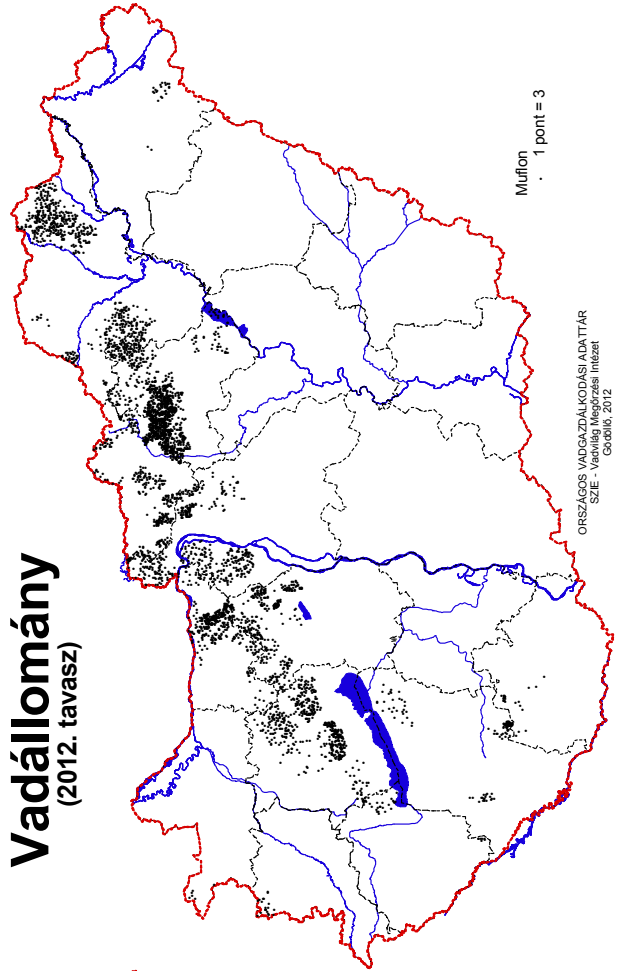 Vadállomány
(2012. tavasz)
Muflon
. 1 pont = 3
ORSZÁGOS VADGAZDÁLKODÁSI ADATTÁR
SZIE - Vadvilág Megőrzési Intézet
Gödöllő, 2012